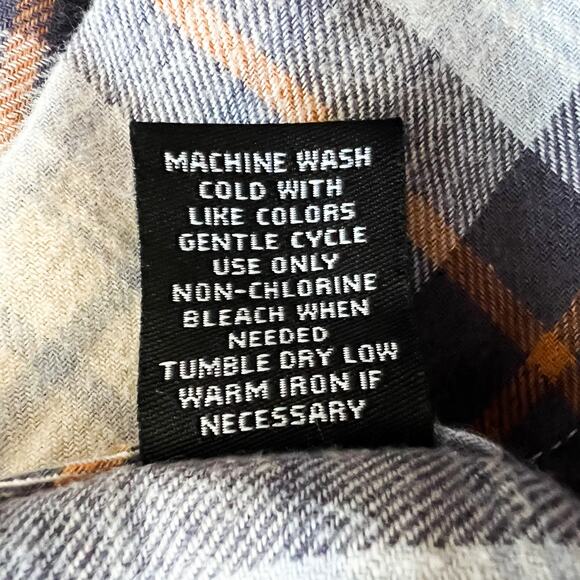 MACHINE WASH
COLD WITH
LIKE COLORS
GENTLE CYCLE
USE ONLY
NON-CHLORINE
BLEACH WHEN
NEEDED
TUMBLE DRY LOW
WARM IRON IF
NECESSARY